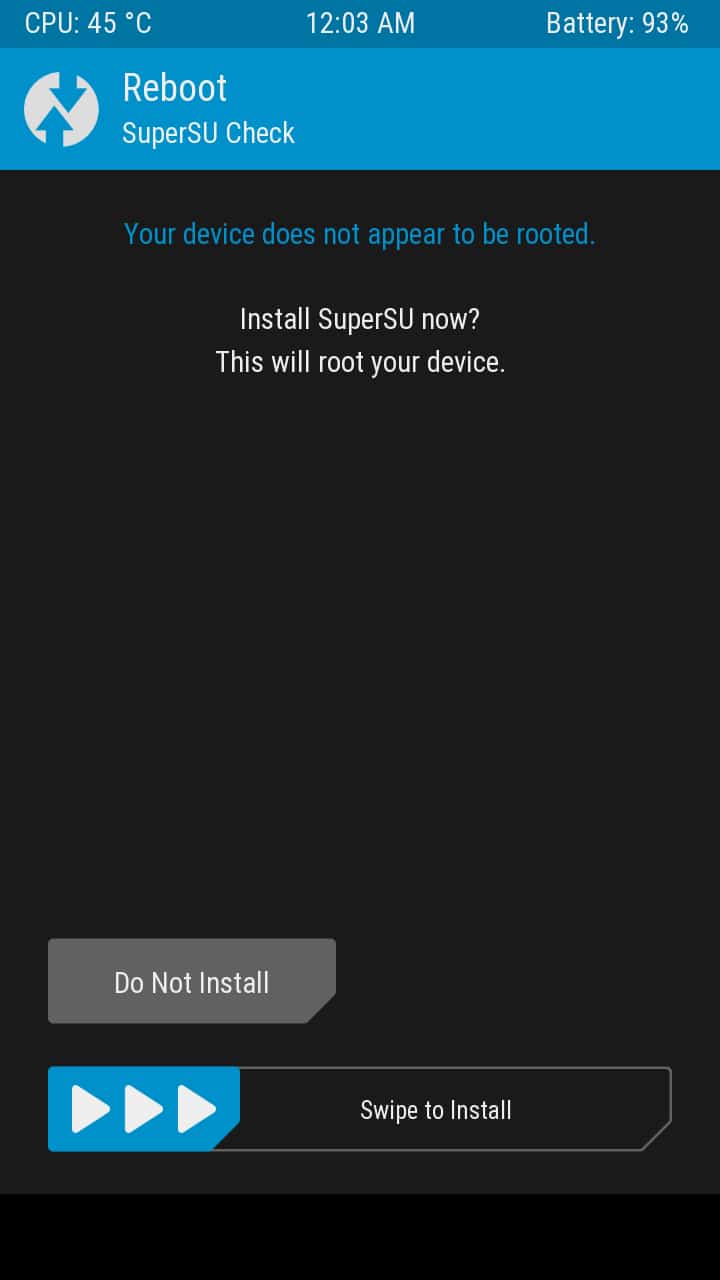 CPU: 45 °C 12:03 AM Battery: 93%
Reboot
SuperSU Check
Your device does not appear to be rooted.
Install SuperSU now?
This will root your device.
Do Not Install
Swipe to Install